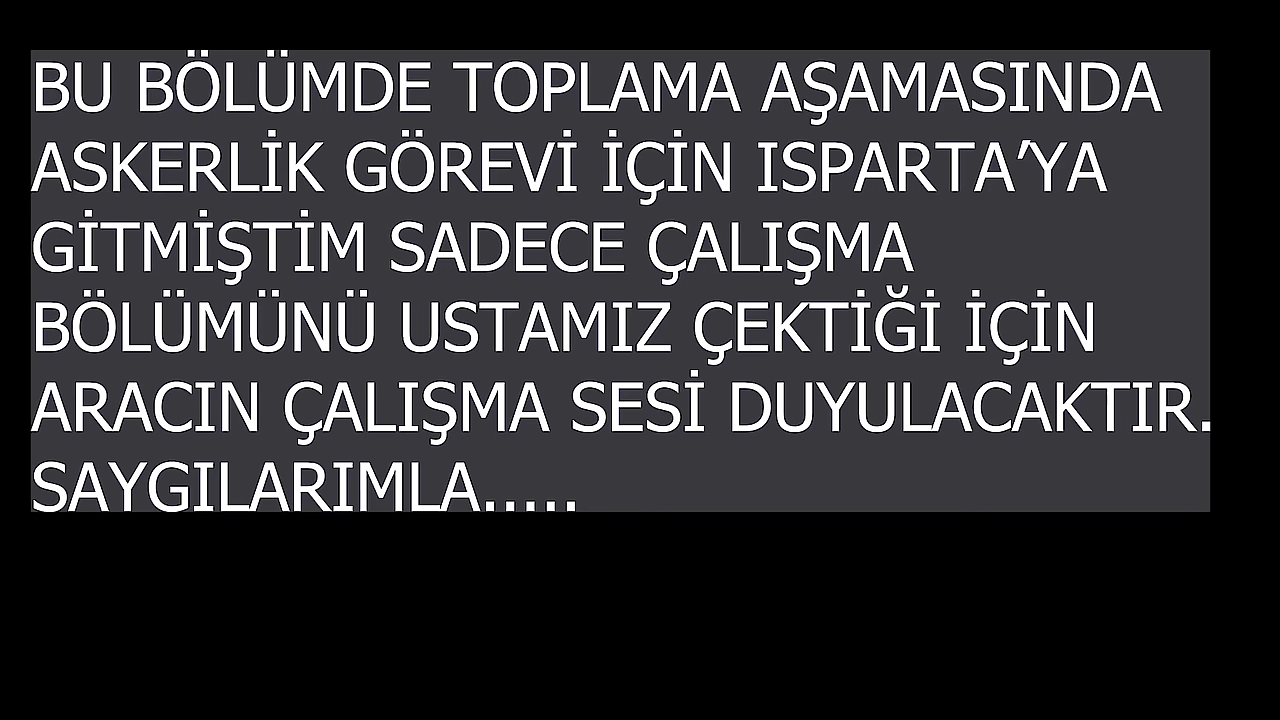 BU BÖLÜMDE TOPLAMA AŞAMASINDA
ASKERLİK GÖREVİ İÇİN ISPARTA’YA
GİTMİŞTİM SADECE ÇALIŞMA
BÖLÜMÜNÜ USTAMIZ ÇEKTİĞİ İÇİN
ARACIN ÇALIŞMA SESİ DUYULACAKTIR.
SAYGILARIMLA.....